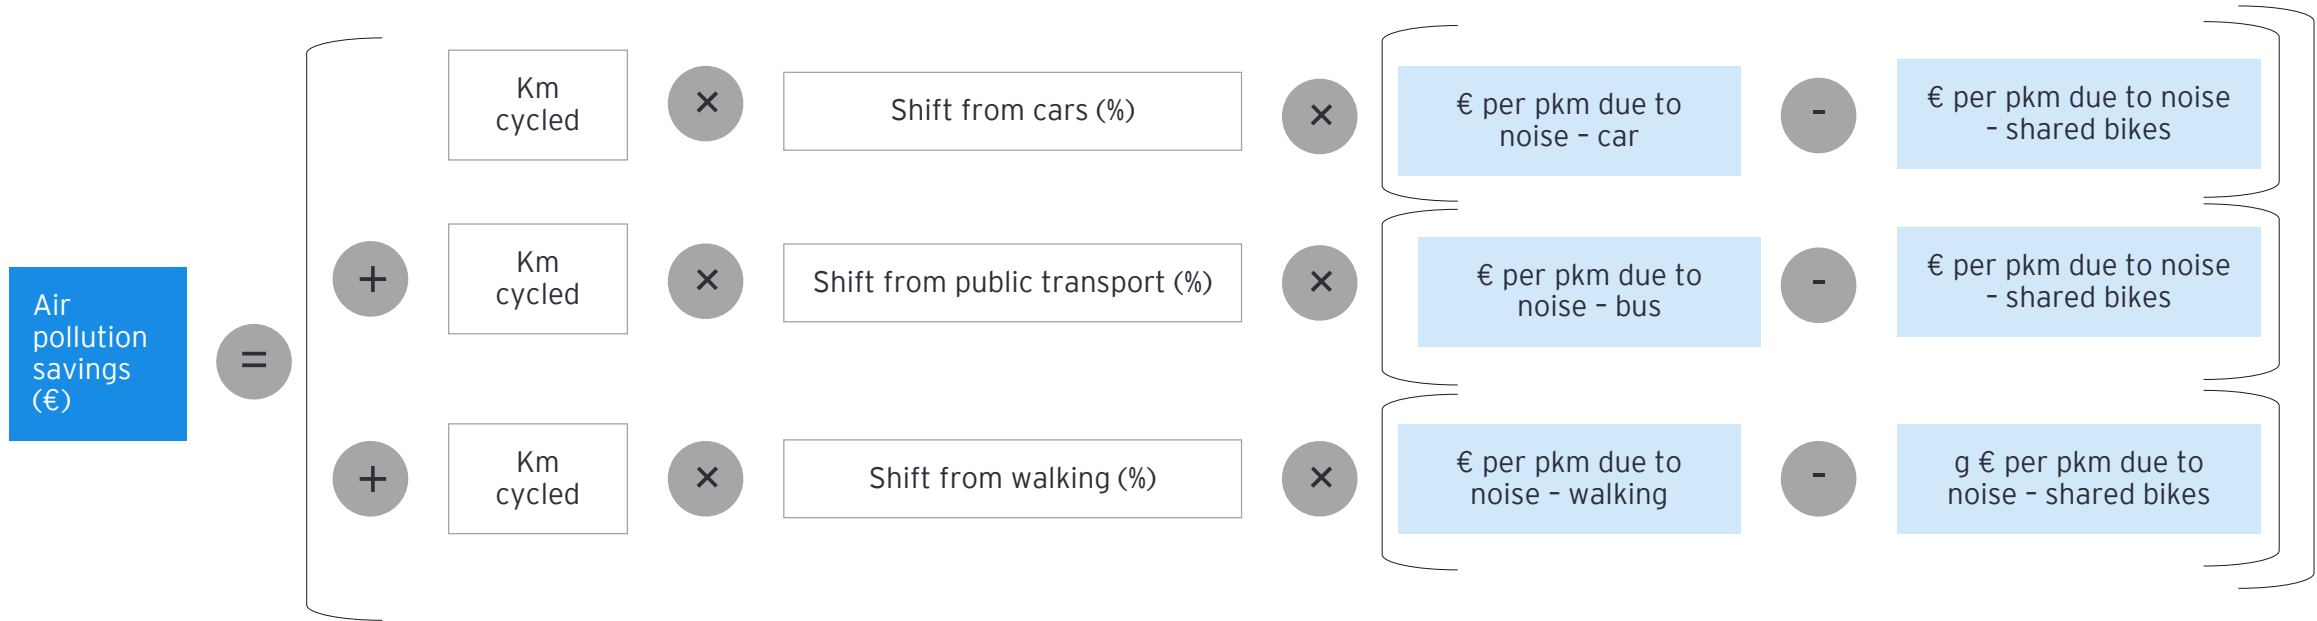 Air
pollution
savings
(€)
=
Km
cycled
×
Shift from cars (%)
×
€ per pkm due to
noise – car
-
€ per pkm due to noise
– shared bikes
+
Km
cycled
×
Shift from public transport (%)
×
€ per pkm due to
noise – bus
-
€ per pkm due to noise
– shared bikes
+
Km
cycled
×
Shift from walking (%)
×
€ per pkm due to
noise – walking
-
g € per pkm due to
noise – shared bikes